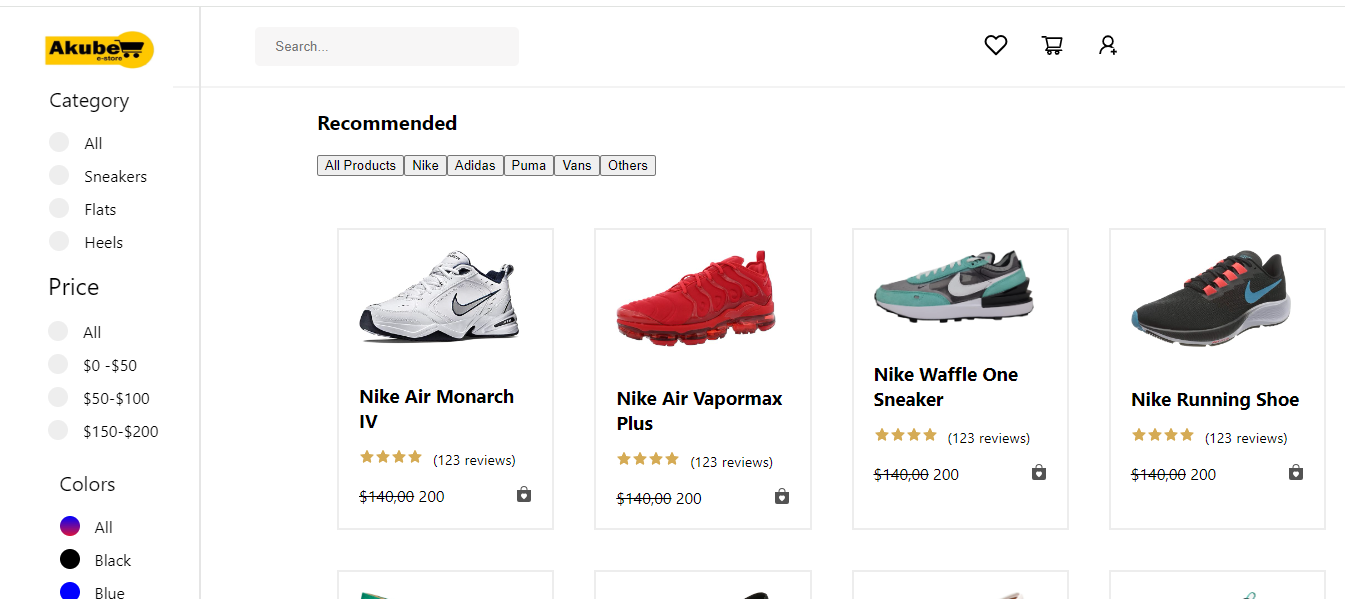 Akube
e-store
Search...
Category
All
Sneakers
Flats
Heels
Price
All
$0 -$50
$50-$100
$150-$200
Colors
All
Black
Blue
Recommended
All Products Nike Adidas Puma Vans Others
Nike Air Monarch
IV
(123 reviews)
$140,00 200
Nike Air Vapormax
Plus
(123 reviews)
$140,00 200
Nike Waffle One
Sneaker
(123 reviews)
$140,00 200
Nike Running Shoe
(123 reviews)
$140,00 200